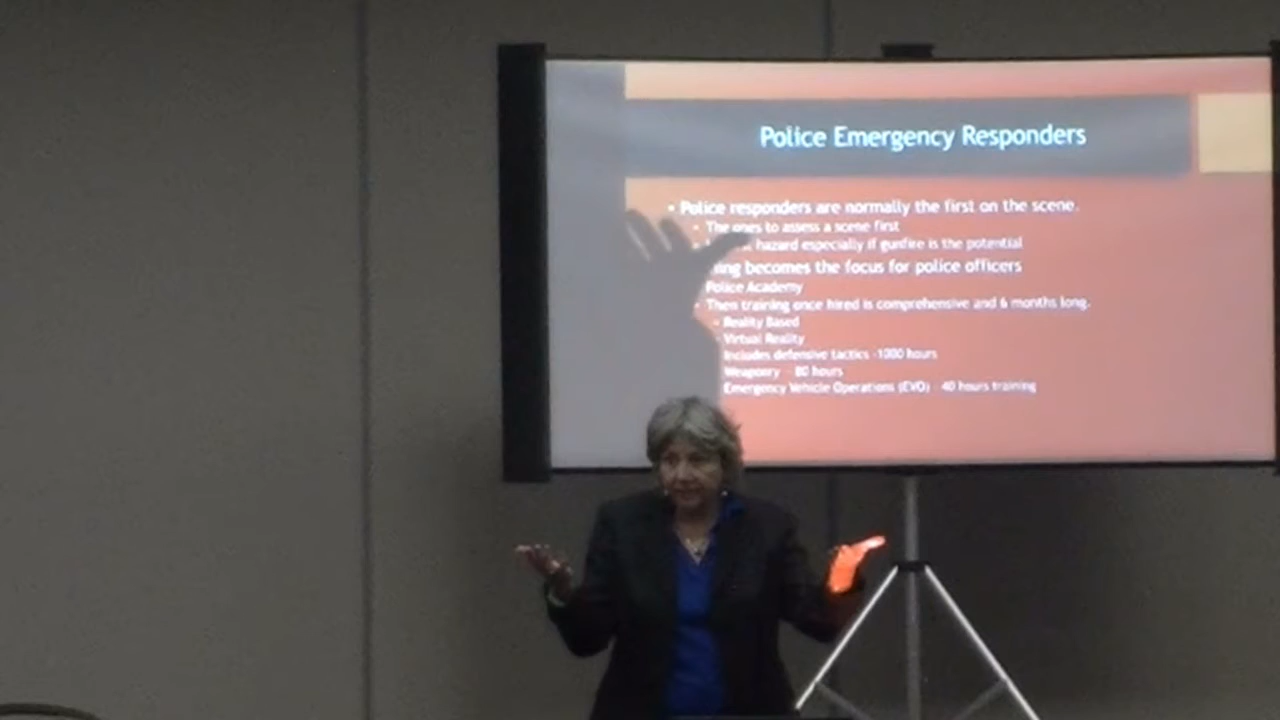 Police Emergency Responders
• Police responders are normally the first on the scene.
• The ones to assess a scene first
hazard especially if gunfire is the potential
ing becomes the focus for police officers
Police Academy
• Then training once hired is comprehensive and 6 months long.
• Reality Based
Virtual Reality
Includes defensive tactics -1000 hours
Weaponry - 80 hours
Emergency Vehicle Operations (EVO) - 40 hours training